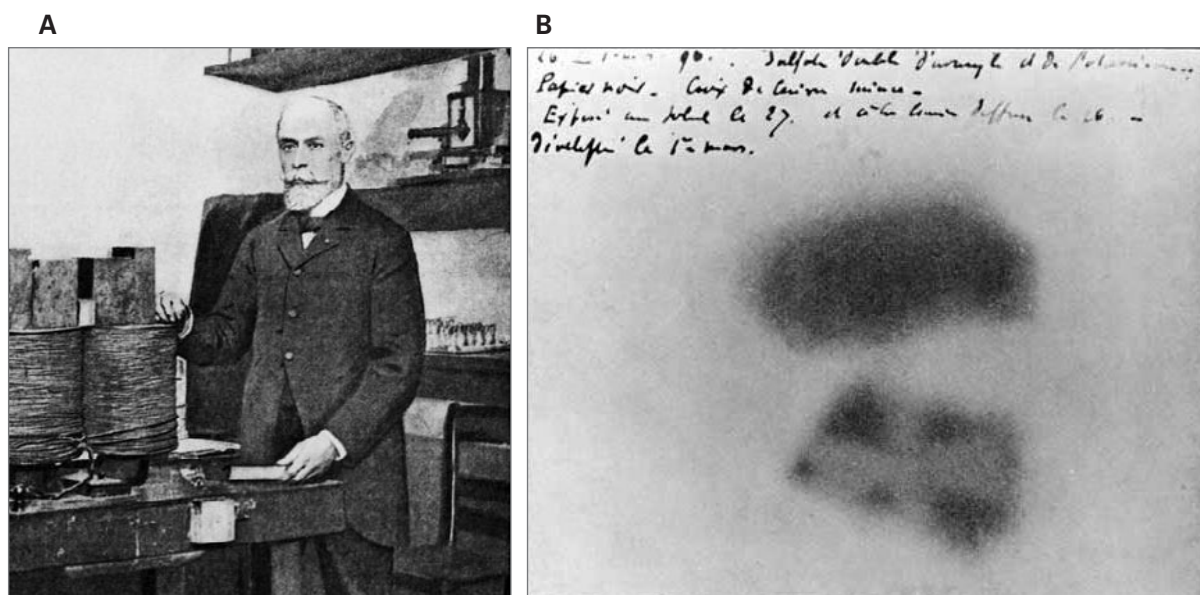 A
B
96. Sulfate double d'uranyle et de Potassium
Papier noir. Croix de Cuivre mince.
Exposé au soleil le 27. et à la lumière diffuse le 26.
Développé le 1er mars.